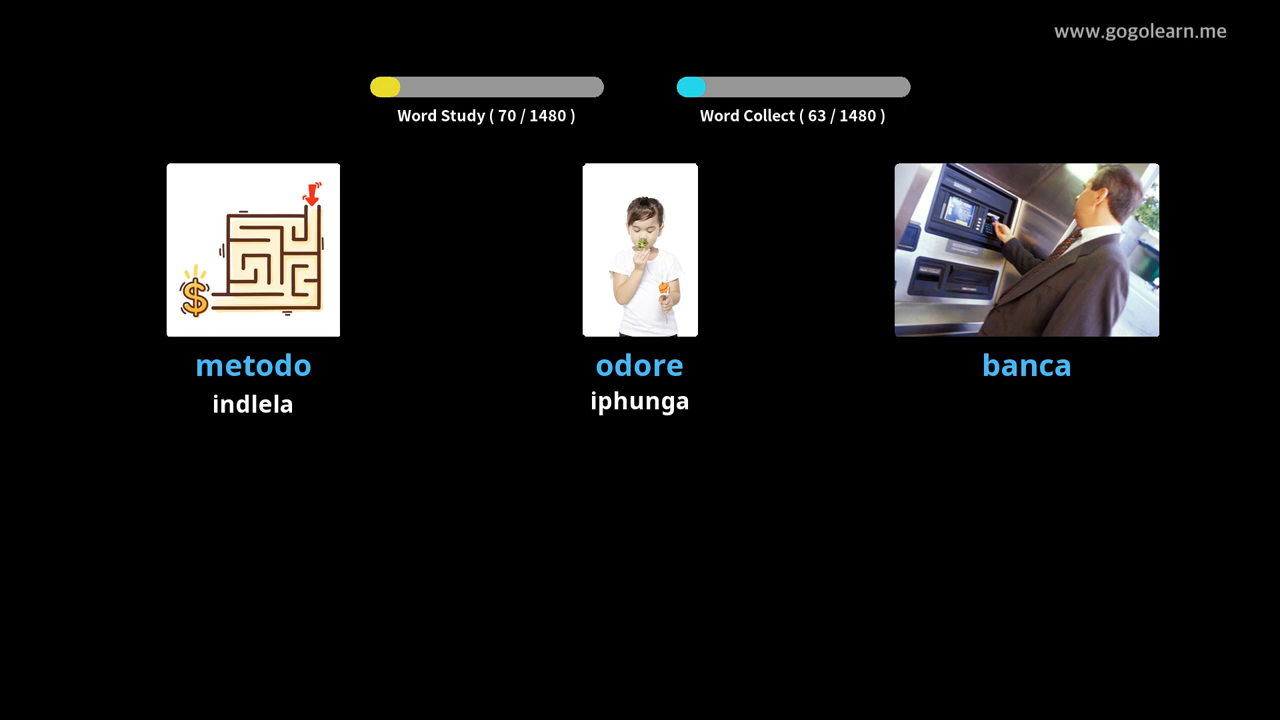 www.gogolearn.me
Word Study ( 70 / 1480 )
Word Collect ( 63 / 1480 )
metodo
indlela
odore
iphunga
banca